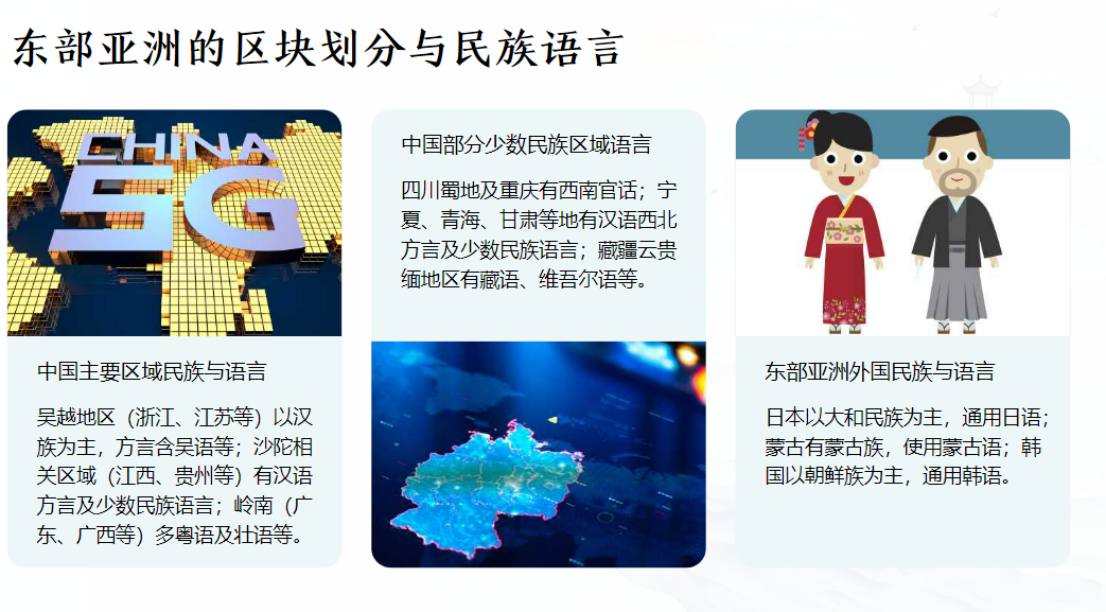 东部亚洲的区块划分与民族语言
CHINA
5G
中国主要区域民族与语言
吴越地区（浙江、江苏等）以汉
族为主，方言含吴语等；沙陀相
关区域（江西、贵州等）有汉语
方言及少数民族语言；岭南（广
东、广西等）多粤语及壮语等。
中国部分少数民族区域语言
四川蜀地及重庆有西南官话；宁
夏、青海、甘肃等地有汉语西北
方言及少数民族语言；藏疆云贵
缅地区有藏语、维吾尔语等。
东部亚洲外国民族与语言
日本以大和民族为主，通用日语；
蒙古有蒙古族，使用蒙古语；韩
国以朝鲜族为主，通用韩语。